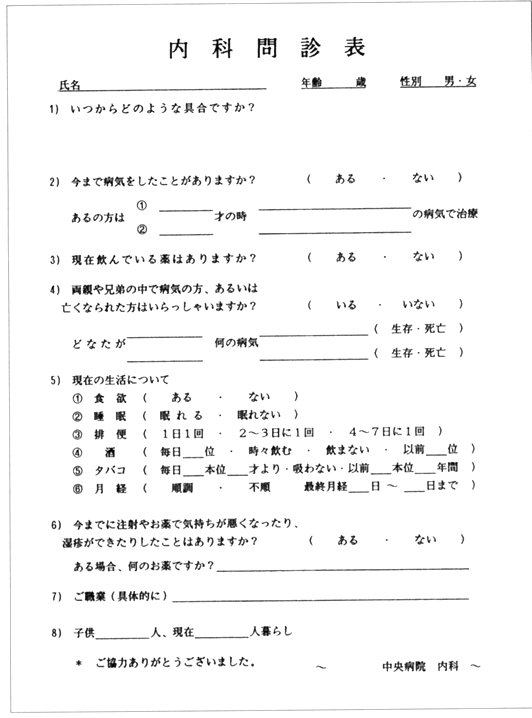 内科問診表
氏名＿＿＿＿＿＿＿＿＿＿ 年齢＿＿＿歳 性別 男・女
1) いつからどのような具合ですか？
2) 今まで病気をしたことがありますか？ ( ある ・ ない )
あるの方は ① ＿＿＿＿才の時＿＿＿＿＿＿＿＿の病気で治療
② ＿＿＿＿ ＿＿＿＿＿＿＿＿
3) 現在飲んでいる薬はありますか？ ( ある ・ ない )
4) 両親や兄弟の中で病気の方、あるいは
亡くなられた方はいらっしゃいますか？ ( いる ・ いない )
どなたが＿＿＿＿ 何の病気＿＿＿＿＿＿ ( 生存・死亡 )
＿＿＿＿ ＿＿＿＿＿＿ ( 生存・死亡 )
5) 現在の生活について
① 食 欲 ( ある ・ ない )
② 睡 眠 ( 眠れる ・ 眠れない )
③ 排 便 ( 1日1回 ・ 2～3日に1回 ・ 4～7日に1回 )
④ 酒 ( 毎日＿＿位 ・ 時々飲む ・ 飲まない ・ 以前＿＿位 )
⑤ タバコ ( 毎日＿＿本位＿＿才より・吸わない・以前＿＿本位＿＿年間 )
⑥ 月 経 ( 順調 ・ 不順 最終月経＿＿日 ～ ＿＿日まで )
6) 今までに注射やお薬で気持ちが悪くなったり、
湿疹ができたりしたことはありますか？ ( ある ・ ない )
ある場合、何のお薬ですか？＿＿＿＿＿＿＿＿＿＿
7) ご職業(具体的に)＿＿＿＿＿＿＿＿＿＿
8) 子供＿＿＿＿人、現在＿＿＿＿人暮らし
* ご協力ありがとうございました。 ～ 中央病院 内科 ～